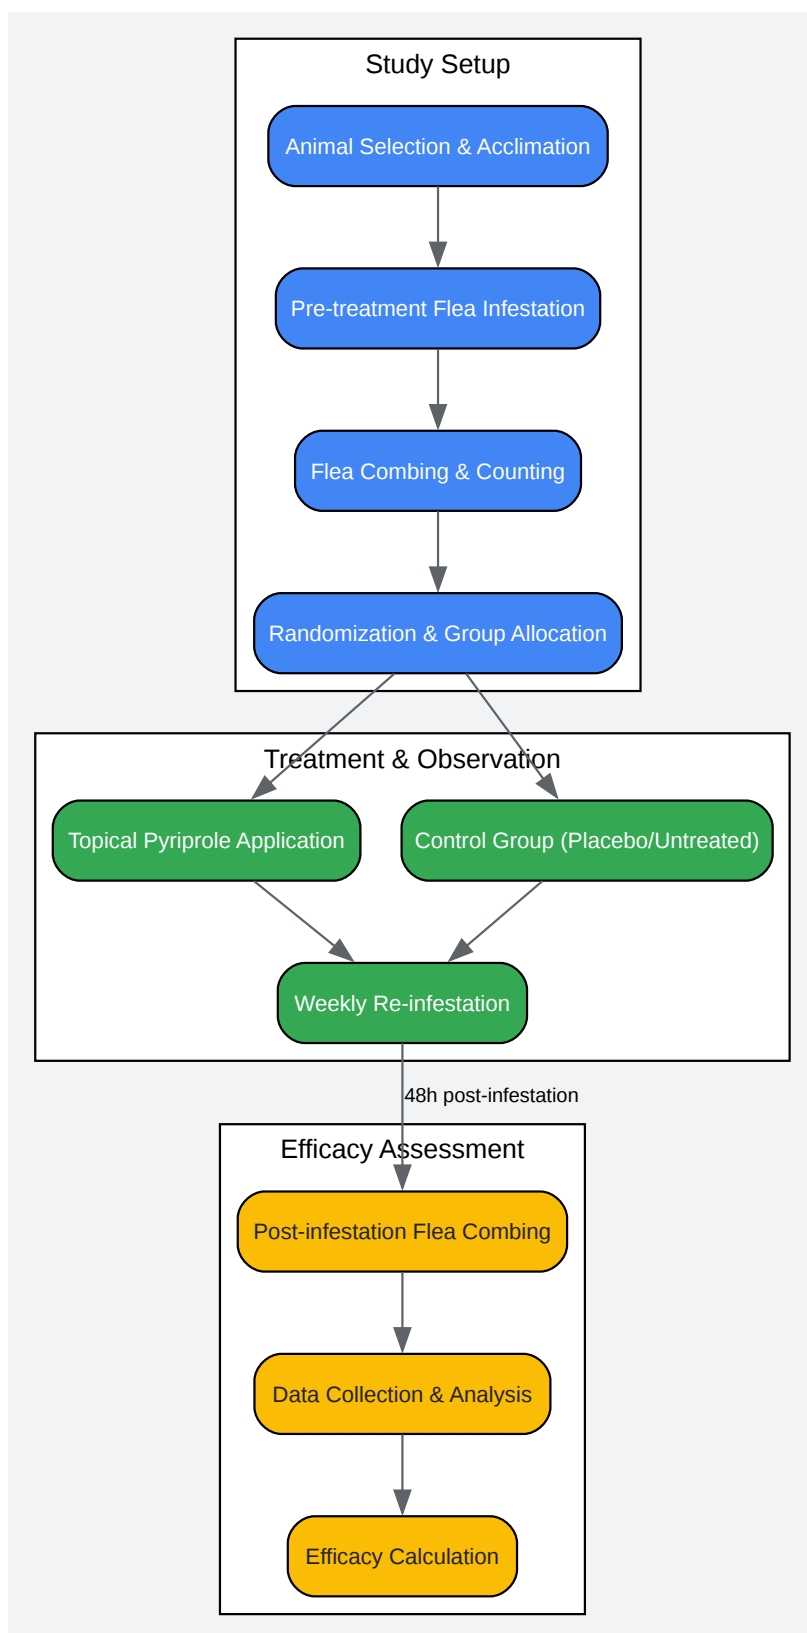 Study Setup
Animal Selection & Acclimation
Pre-treatment Flea Infestation
Flea Combing & Counting
Randomization & Group Allocation
Treatment & Observation
Topical Pyriprole Application
Control Group (Placebo/Untreated)
Weekly Re-infestation
48h post-infestation
Efficacy Assessment
Post-infestation Flea Combing
Data Collection & Analysis
Efficacy Calculation